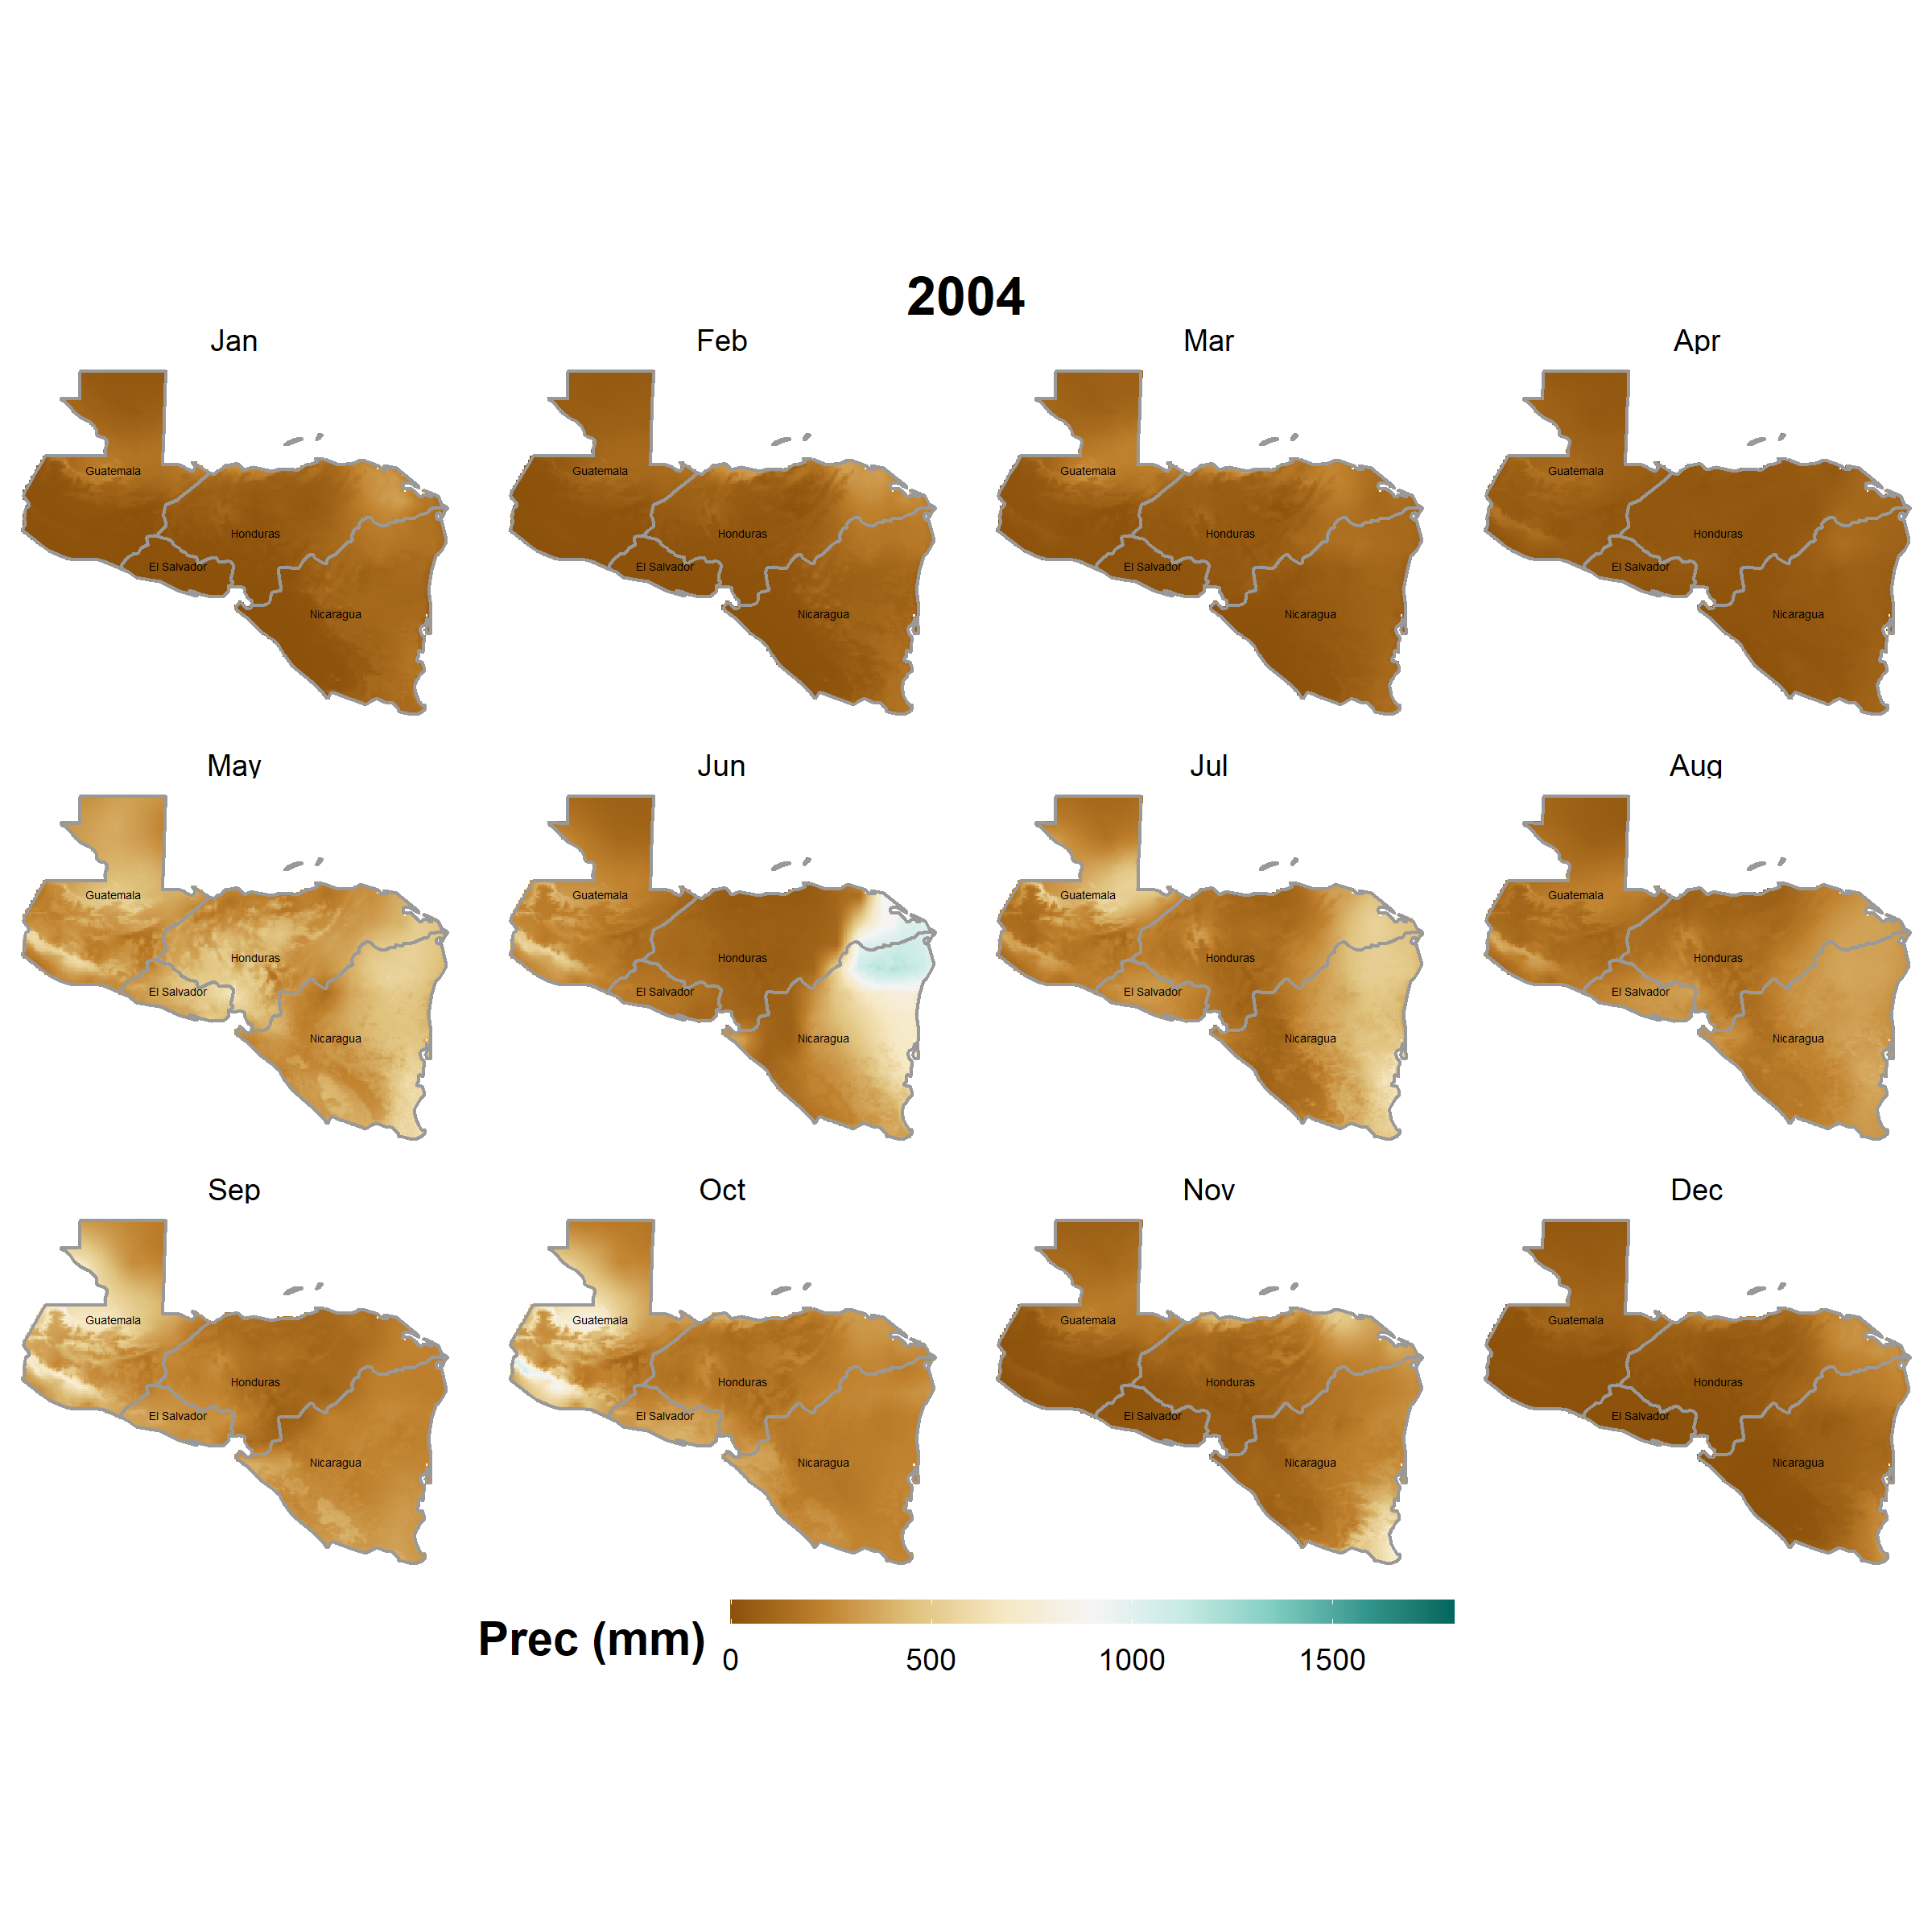 2004
Jan Feb Mar Apr
Guatemala Guatemala Guatemala Guatemala
Honduras Honduras Honduras Honduras
El Salvador El Salvador El Salvador El Salvador
Nicaragua Nicaragua Nicaragua Nicaragua
May Jun Jul Aug
Guatemala Guatemala Guatemala Guatemala
Honduras Honduras Honduras Honduras
El Salvador El Salvador El Salvador El Salvador
Nicaragua Nicaragua Nicaragua Nicaragua
Sep Oct Nov Dec
Guatemala Guatemala Guatemala Guatemala
Honduras Honduras Honduras Honduras
El Salvador El Salvador El Salvador El Salvador
Nicaragua Nicaragua Nicaragua Nicaragua
Prec (mm)
0 500 1000 1500